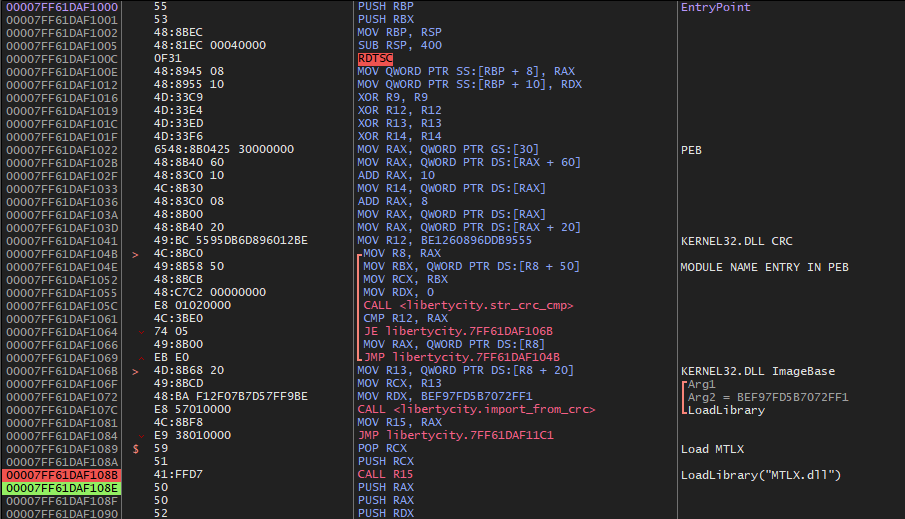 00007FF61DAF1000 55 PUSH RBP EntryPoint
00007FF61DAF1001 53 PUSH RBX
00007FF61DAF1002 48:8BEC MOV RBP, RSP
00007FF61DAF1005 48:81EC 00040000 SUB RSP, 400
00007FF61DAF100C 0F31 RDTSC
00007FF61DAF100E 48:8945 08 MOV QWORD PTR SS:[RBP + 8], RAX
00007FF61DAF1012 48:8955 10 MOV QWORD PTR SS:[RBP + 10], RDX
00007FF61DAF1016 4D:33C9 XOR R9, R9
00007FF61DAF1019 4D:33E4 XOR R12, R12
00007FF61DAF101C 4D:33ED XOR R13, R13
00007FF61DAF101F 4D:33F6 XOR R14, R14
00007FF61DAF1022 6548:8B0425 30000000 MOV RAX, QWORD PTR GS:[30] PEB
00007FF61DAF102B 48:8B40 60 MOV RAX, QWORD PTR DS:[RAX + 60]
00007FF61DAF102F 48:83C0 10 ADD RAX, 10
00007FF61DAF1033 4C:8B30 MOV R14, QWORD PTR DS:[RAX]
00007FF61DAF1036 48:83C0 08 ADD RAX, 8
00007FF61DAF103A 48:8B00 MOV RAX, QWORD PTR DS:[RAX]
00007FF61DAF103D 48:8B40 20 MOV RAX, QWORD PTR DS:[RAX + 20]
00007FF61DAF1041 49:BC 5595DB6D896012BE MOV R12, BE1260896DDB9555 KERNEL32.DLL CRC
00007FF61DAF104B > 4C:8BC0 MOV R8, RAX
00007FF61DAF104E 49:8B58 50 MOV RBX, QWORD PTR DS:[R8 + 50] MODULE NAME ENTRY IN PEB
00007FF61DAF1052 48:8BCB MOV RCX, RBX
00007FF61DAF1055 48:C7C2 00000000 MOV RDX, 0
00007FF61DAF105C E8 01020000 CALL <libertycity.str_crc_cmp>
00007FF61DAF1061 4C:3BE0 CMP R12, RAX
00007FF61DAF1064 74 05 JE libertycity.7FF61DAF106B
00007FF61DAF1066 49:8B00 MOV RAX, QWORD PTR DS:[R8]
00007FF61DAF1069 EB E0 JMP libertycity.7FF61DAF104B
00007FF61DAF106B > 4D:8B68 20 MOV R13, QWORD PTR DS:[R8 + 20] KERNEL32.DLL ImageBase
00007FF61DAF106F 49:8BCD MOV RCX, R13 Arg1
00007FF61DAF1072 48:BA F12F07B7D57FF9BE MOV RDX, BEF97FD5B7072FF1 Arg2 = BEF97FD5B7072FF1
00007FF61DAF107C E8 57010000 CALL <libertycity.import_from_crc> LoadLibrary
00007FF61DAF1081 4C:8BF8 MOV R15, RAX
00007FF61DAF1084 E9 38010000 JMP libertycity.7FF61DAF11C1
00007FF61DAF1089 $ 59 POP RCX Load MTLX
00007FF61DAF108A 51 PUSH RCX
00007FF61DAF108B 41:FFD7 CALL R15 LoadLibrary("MTLX.dll")
00007FF61DAF108E 50 PUSH RAX
00007FF61DAF108F 50 PUSH RAX
00007FF61DAF1090 52 PUSH RDX